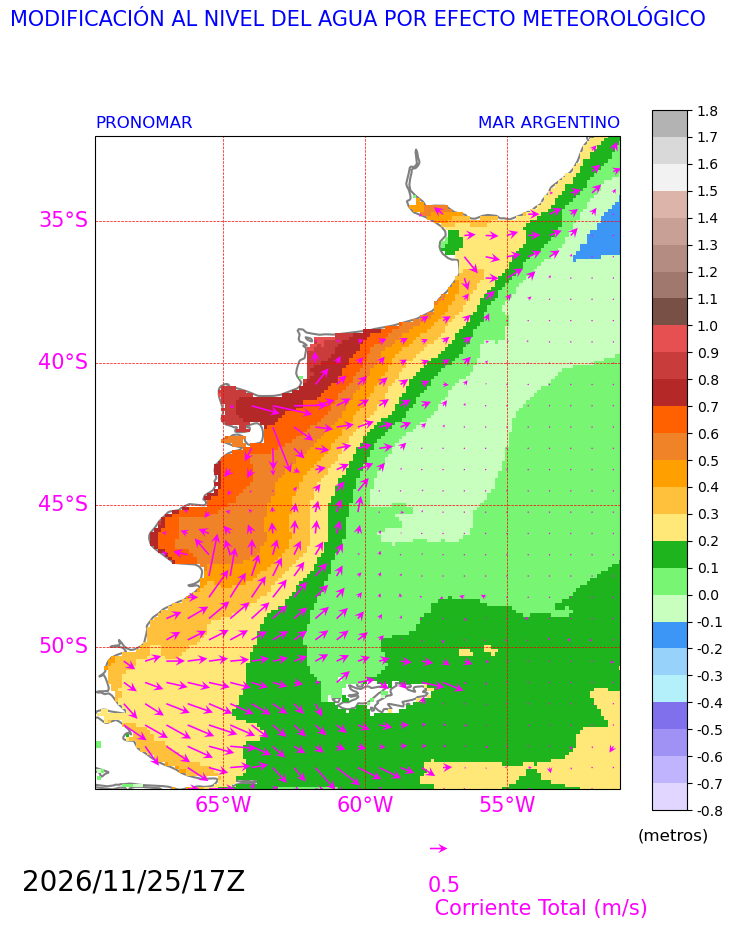 MODIFICACIÓN AL NIVEL DEL AGUA POR EFECTO METEOROLÓGICO
PRONOMAR
MAR ARGENTINO
35°S
40°S
45°S
50°S
65°W
60°W
55°W
1.8
1.7
1.6
1.5
1.4
1.3
1.2
1.1
1.0
0.9
0.8
0.7
0.6
0.5
0.4
0.3
0.2
0.1
0.0
-0.1
-0.2
-0.3
-0.4
-0.5
-0.6
-0.7
-0.8
(metros)
2026/11/25/17Z
0.5
Corriente Total (m/s)